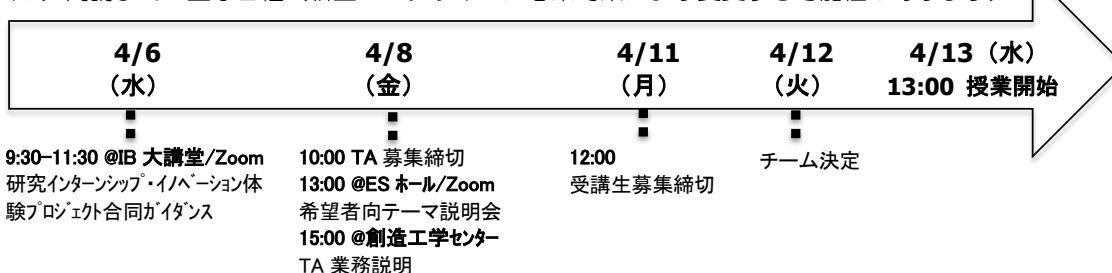 4/6
(水)
4/8
(金)
4/11
(月)
4/12
(火)
4/13(水)
13:00 授業開始
9:30-11:30 @IB 大講堂/Zoom
研究インターンシップ・イノベーション体
験プロジェクト合同ガイダンス
10:00 TA 募集締切
13:00 @ES ホール/Zoom
希望者向テーマ説明会
15:00 @創造工学センター
TA 業務説明
12:00
受講生募集締切
チーム決定